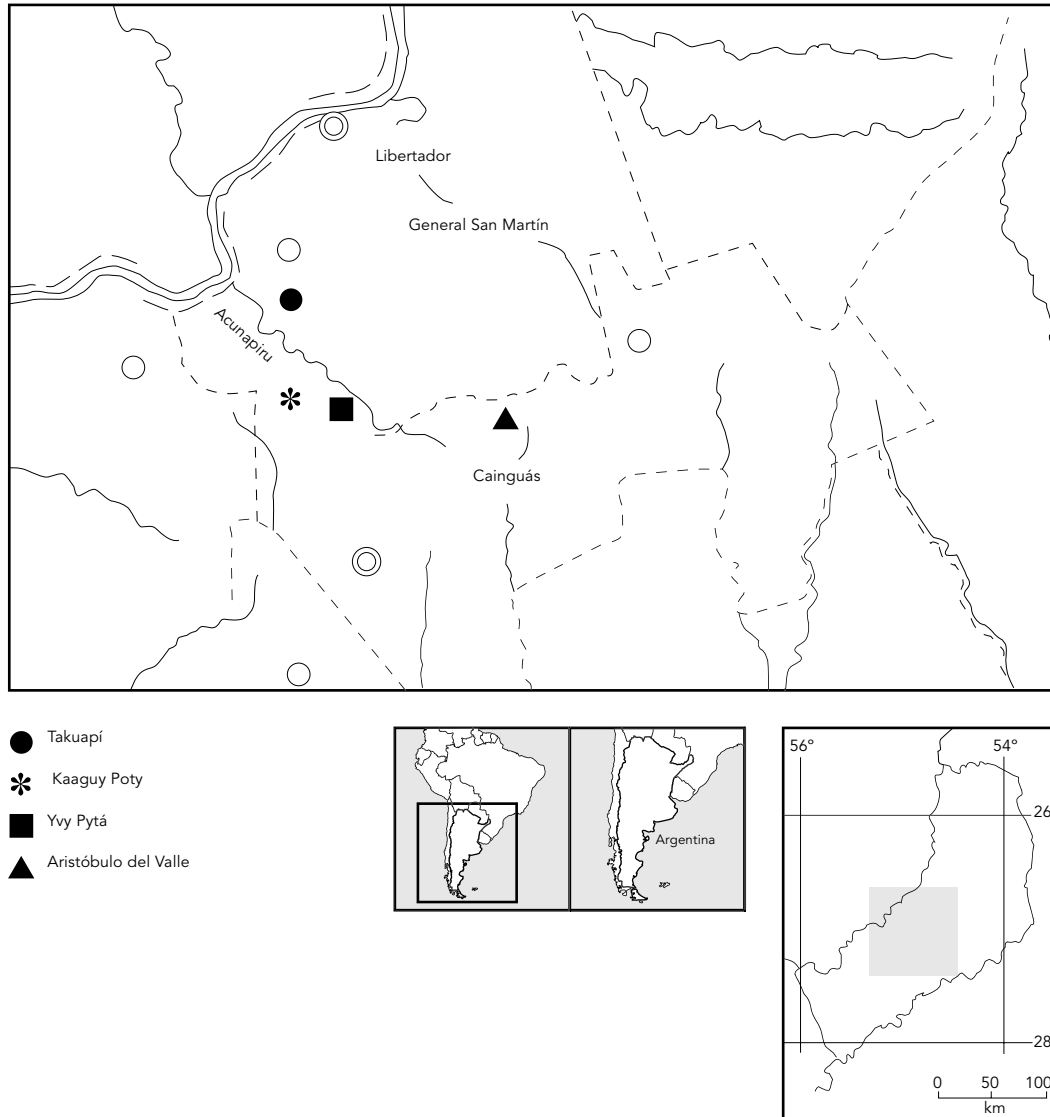 Libertador
General San Martín
Acunapiru
Cainguás
Takuapí
Kaaguy Poty
Yvy Pytá
Aristóbulo del Valle
Argentina
56° 54°
26
28
0 50 100
km